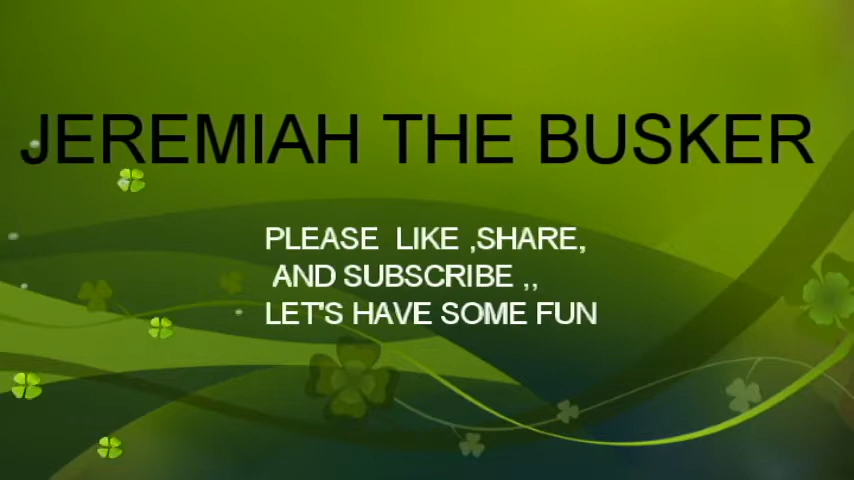 JEREMIAH THE BUSKER
PLEASE  LIKE ,SHARE,
AND SUBSCRIBE ,,
LET'S HAVE SOME FUN